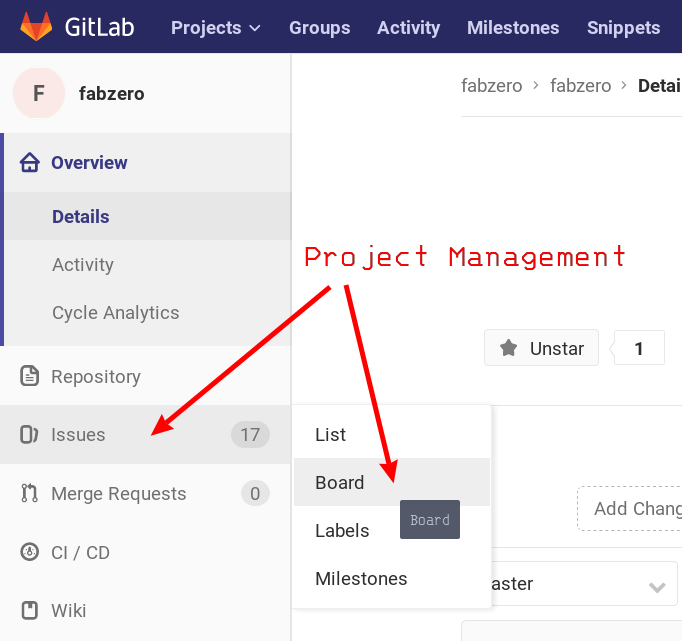 GitLab Projects Groups Activity Milestones Snippets
F fabzero
fabzero > fabzero > Detai
Overview
Details
Activity
Cycle Analytics
Project Management
Unstar 1
Repository
Issues 17
List
Board
Board
Labels
Milestones
Merge Requests 0
Add Chang
CI / CD
aster
Wiki